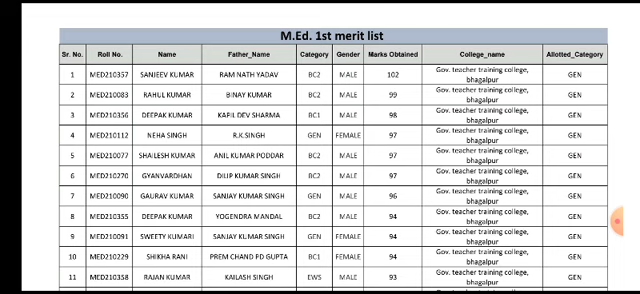 M.Ed. 1st merit list
Sr. No. Roll No. Name Father_Name Category Gender Marks Obtained College_name Allotted_Category
1 MED210357 SANJEEV KUMAR RAM NATH YADAV BC2 MALE 102 Gov. teacher training college, bhagalpur GEN
2 MED210083 RAHUL KUMAR BINAY KUMAR BC2 MALE 99 Gov. teacher training college, bhagalpur GEN
3 MED210356 DEEPAK KUMAR KAPIL DEV SHARMA BC1 MALE 98 Gov. teacher training college, bhagalpur GEN
4 MED210112 NEHA SINGH R.K.SINGH GEN FEMALE 97 Gov. teacher training college, bhagalpur GEN
5 MED210077 SHAILESH KUMAR ANIL KUMAR PODDAR BC2 MALE 97 Gov. teacher training college, bhagalpur GEN
6 MED210270 GYANVARDHAN DILIP KUMAR SINGH BC2 MALE 97 Gov. teacher training college, bhagalpur GEN
7 MED210090 GAURAV KUMAR SANJAY KUMAR SINGH GEN MALE 96 Gov. teacher training college, bhagalpur GEN
8 MED210355 DEEPAK KUMAR YOGENDRA MANDAL BC2 MALE 94 Gov. teacher training college, bhagalpur GEN
9 MED210091 SWEETY KUMARI SANJAY KUMAR SINGH GEN FEMALE 94 Gov. teacher training college, bhagalpur GEN
10 MED210229 SHIKHA RANI PREM CHAND PD GUPTA BC1 FEMALE 94 Gov. teacher training college, bhagalpur GEN
11 MED210358 RAJAN KUMAR KAILASH SINGH EWS MALE 93 Gov. teacher training college, bhagalpur GEN